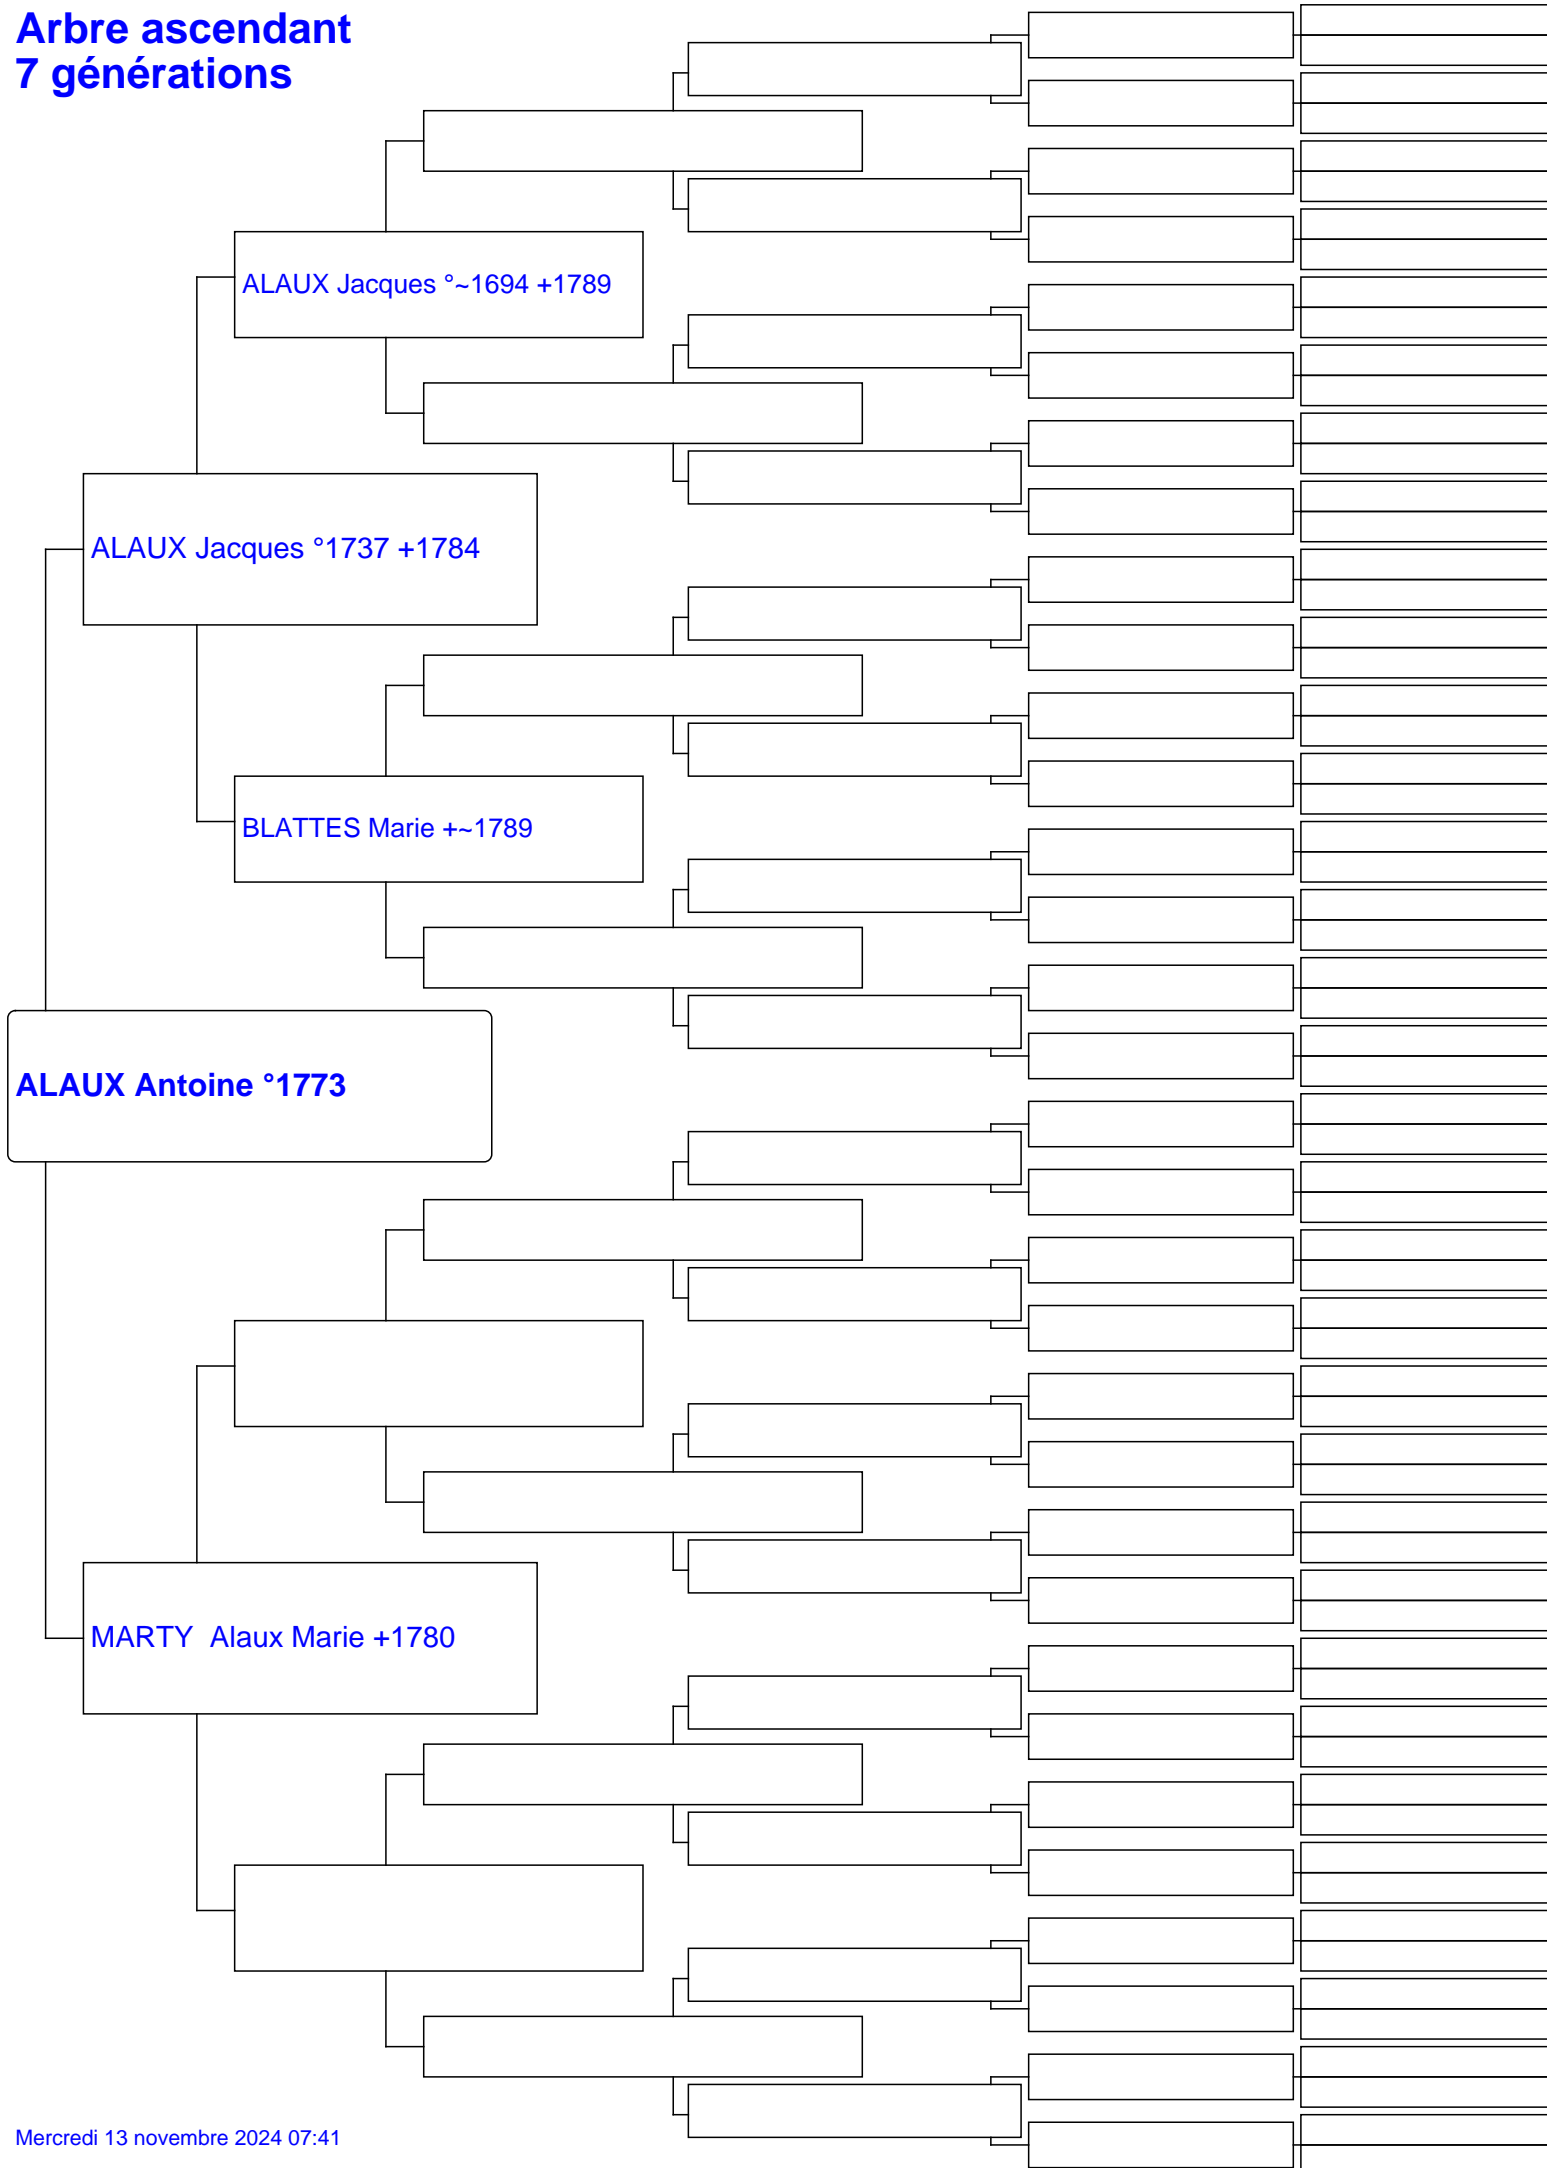 Arbre ascendant
7 générations
ALAUX Jacques °~1694 +1789
ALAUX Jacques °1737 +1784
BLATTES Marie +~1789
ALAUX Antoine °1773
MARTY  Alaux Marie +1780
Mercredi 13 novembre 2024 07:41